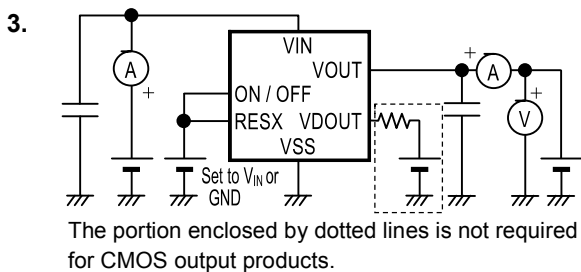 3.
VIN
A
+
VOUT
+
A
+
V
ON / OFF
RESX VDOUT
VSS
Set to VIN or
GND
The portion enclosed by dotted lines is not required
for CMOS output products.